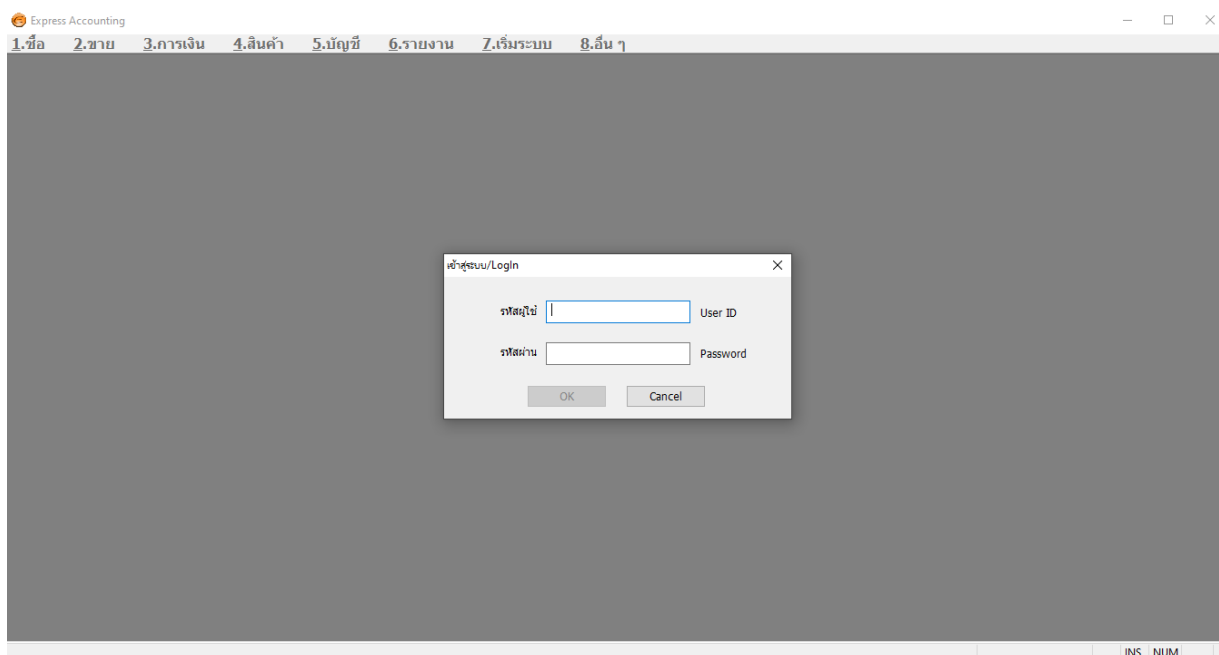 Express Accounting
1.ซื้อ 2.ขาย 3.การเงิน 4.สินค้า 5.บัญชี 6.รายงาน 7.เริ่มระบบ 8.อื่น ๆ
เข้าสู่ระบบ/LogIn
รหัสผู้ใช้ User ID
รหัสผ่าน Password
OK Cancel
INS NUM